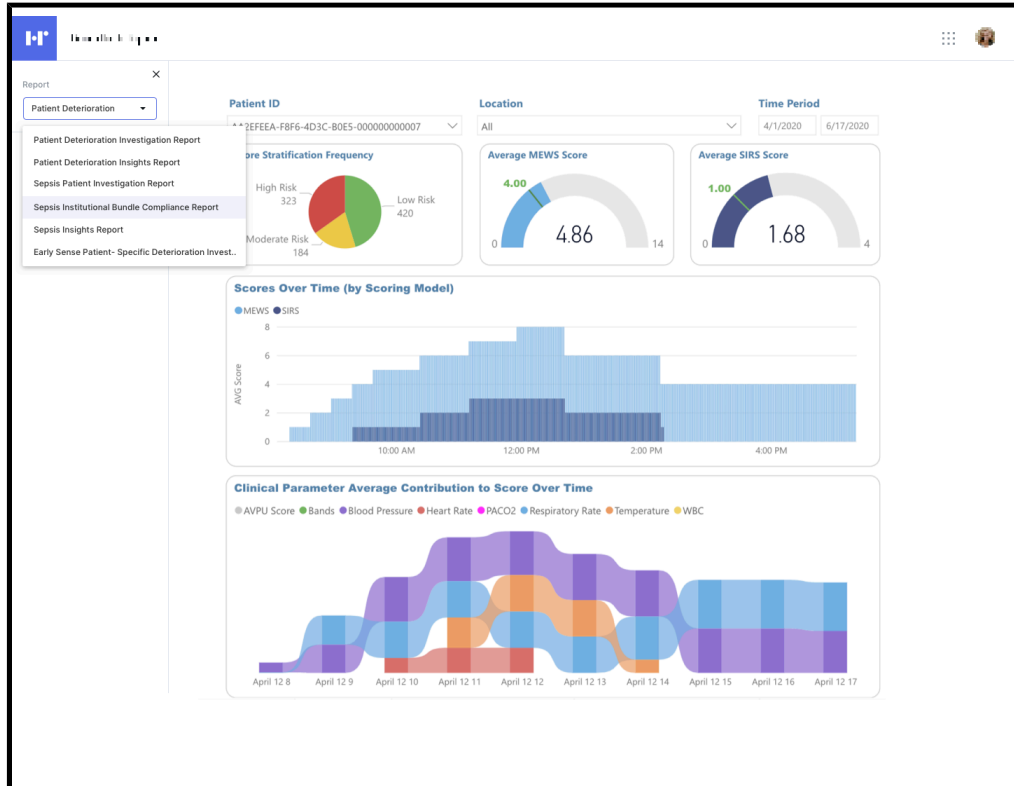 Report
Patient Deterioration
Patient Deterioration Investigation Report
Patient Deterioration Insights Report
Sepsis Patient Investigation Report
Sepsis Institutional Bundle Compliance Report
Sepsis Insights Report
Early Sense Patient- Specific Deterioration Invest..
Patient ID
Location
Time Period
EFEEA-F8F6-4D3C-B0E5-000000000007
All
4/1/2020
6/17/2020
ore Stratification Frequency
High Risk
323
Low Risk
420
Moderate Risk
184
Average MEWS Score
4.00
4.86
0
14
Average SIRS Score
1.00
1.68
0
4
Scores Over Time (by Scoring Model)
MEWS SIRS
AVG Score
8
6
4
2
0
10:00 AM 12:00 PM 2:00 PM 4:00 PM
Clinical Parameter Average Contribution to Score Over Time
AVPU Score Bands Blood Pressure Heart Rate PACO2 Respiratory Rate Temperature WBC
April 12 8 April 12 9 April 12 10 April 12 11 April 12 12 April 12 13 April 12 14 April 12 15 April 12 16 April 12 17